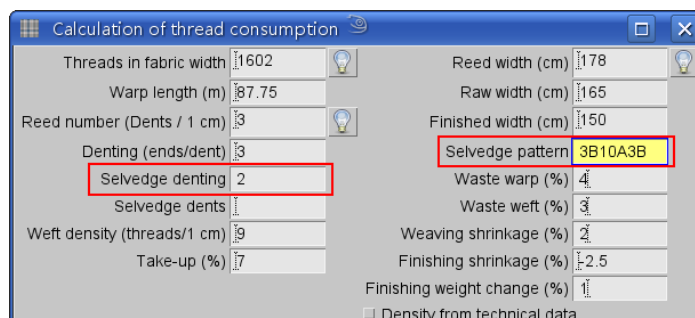 Calculation of thread consumption
Threads in fabric width 1602 Reed width (cm) 178
Warp length (m) 87.75 Raw width (cm) 165
Reed number (Dents / 1 cm) 3 Finished width (cm) 150
Denting (ends/dent) 3 Selvedge pattern 3B10A3B
Selvedge denting 2 Waste warp (%) 4
Selvedge dents Waste weft (%) 3
Weft density (threads/1 cm) 9 Weaving shrinkage (%) 2
Take-up (%) 7 Finishing shrinkage (%) -2.5
Finishing weight change (%) 1
Density from technical data